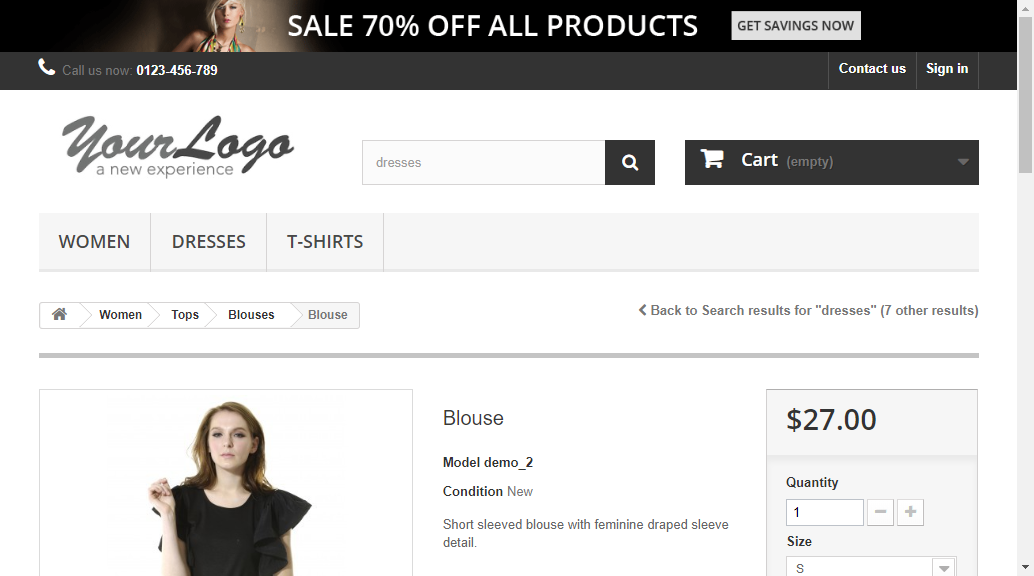 SALE 70% OFF ALL PRODUCTS
GET SAVINGS NOW
Call us now: 0123-456-789
Contact us
Sign in
YourLogo
a new experience
dresses
Cart (empty)
WOMEN
DRESSES
T-SHIRTS
Women
Tops
Blouses
Blouse
Back to Search results for "dresses" (7 other results)
Blouse
Model demo_2
Condition New
Short sleeved blouse with feminine draped sleeve
detail.
$27.00
Quantity
1
Size
S